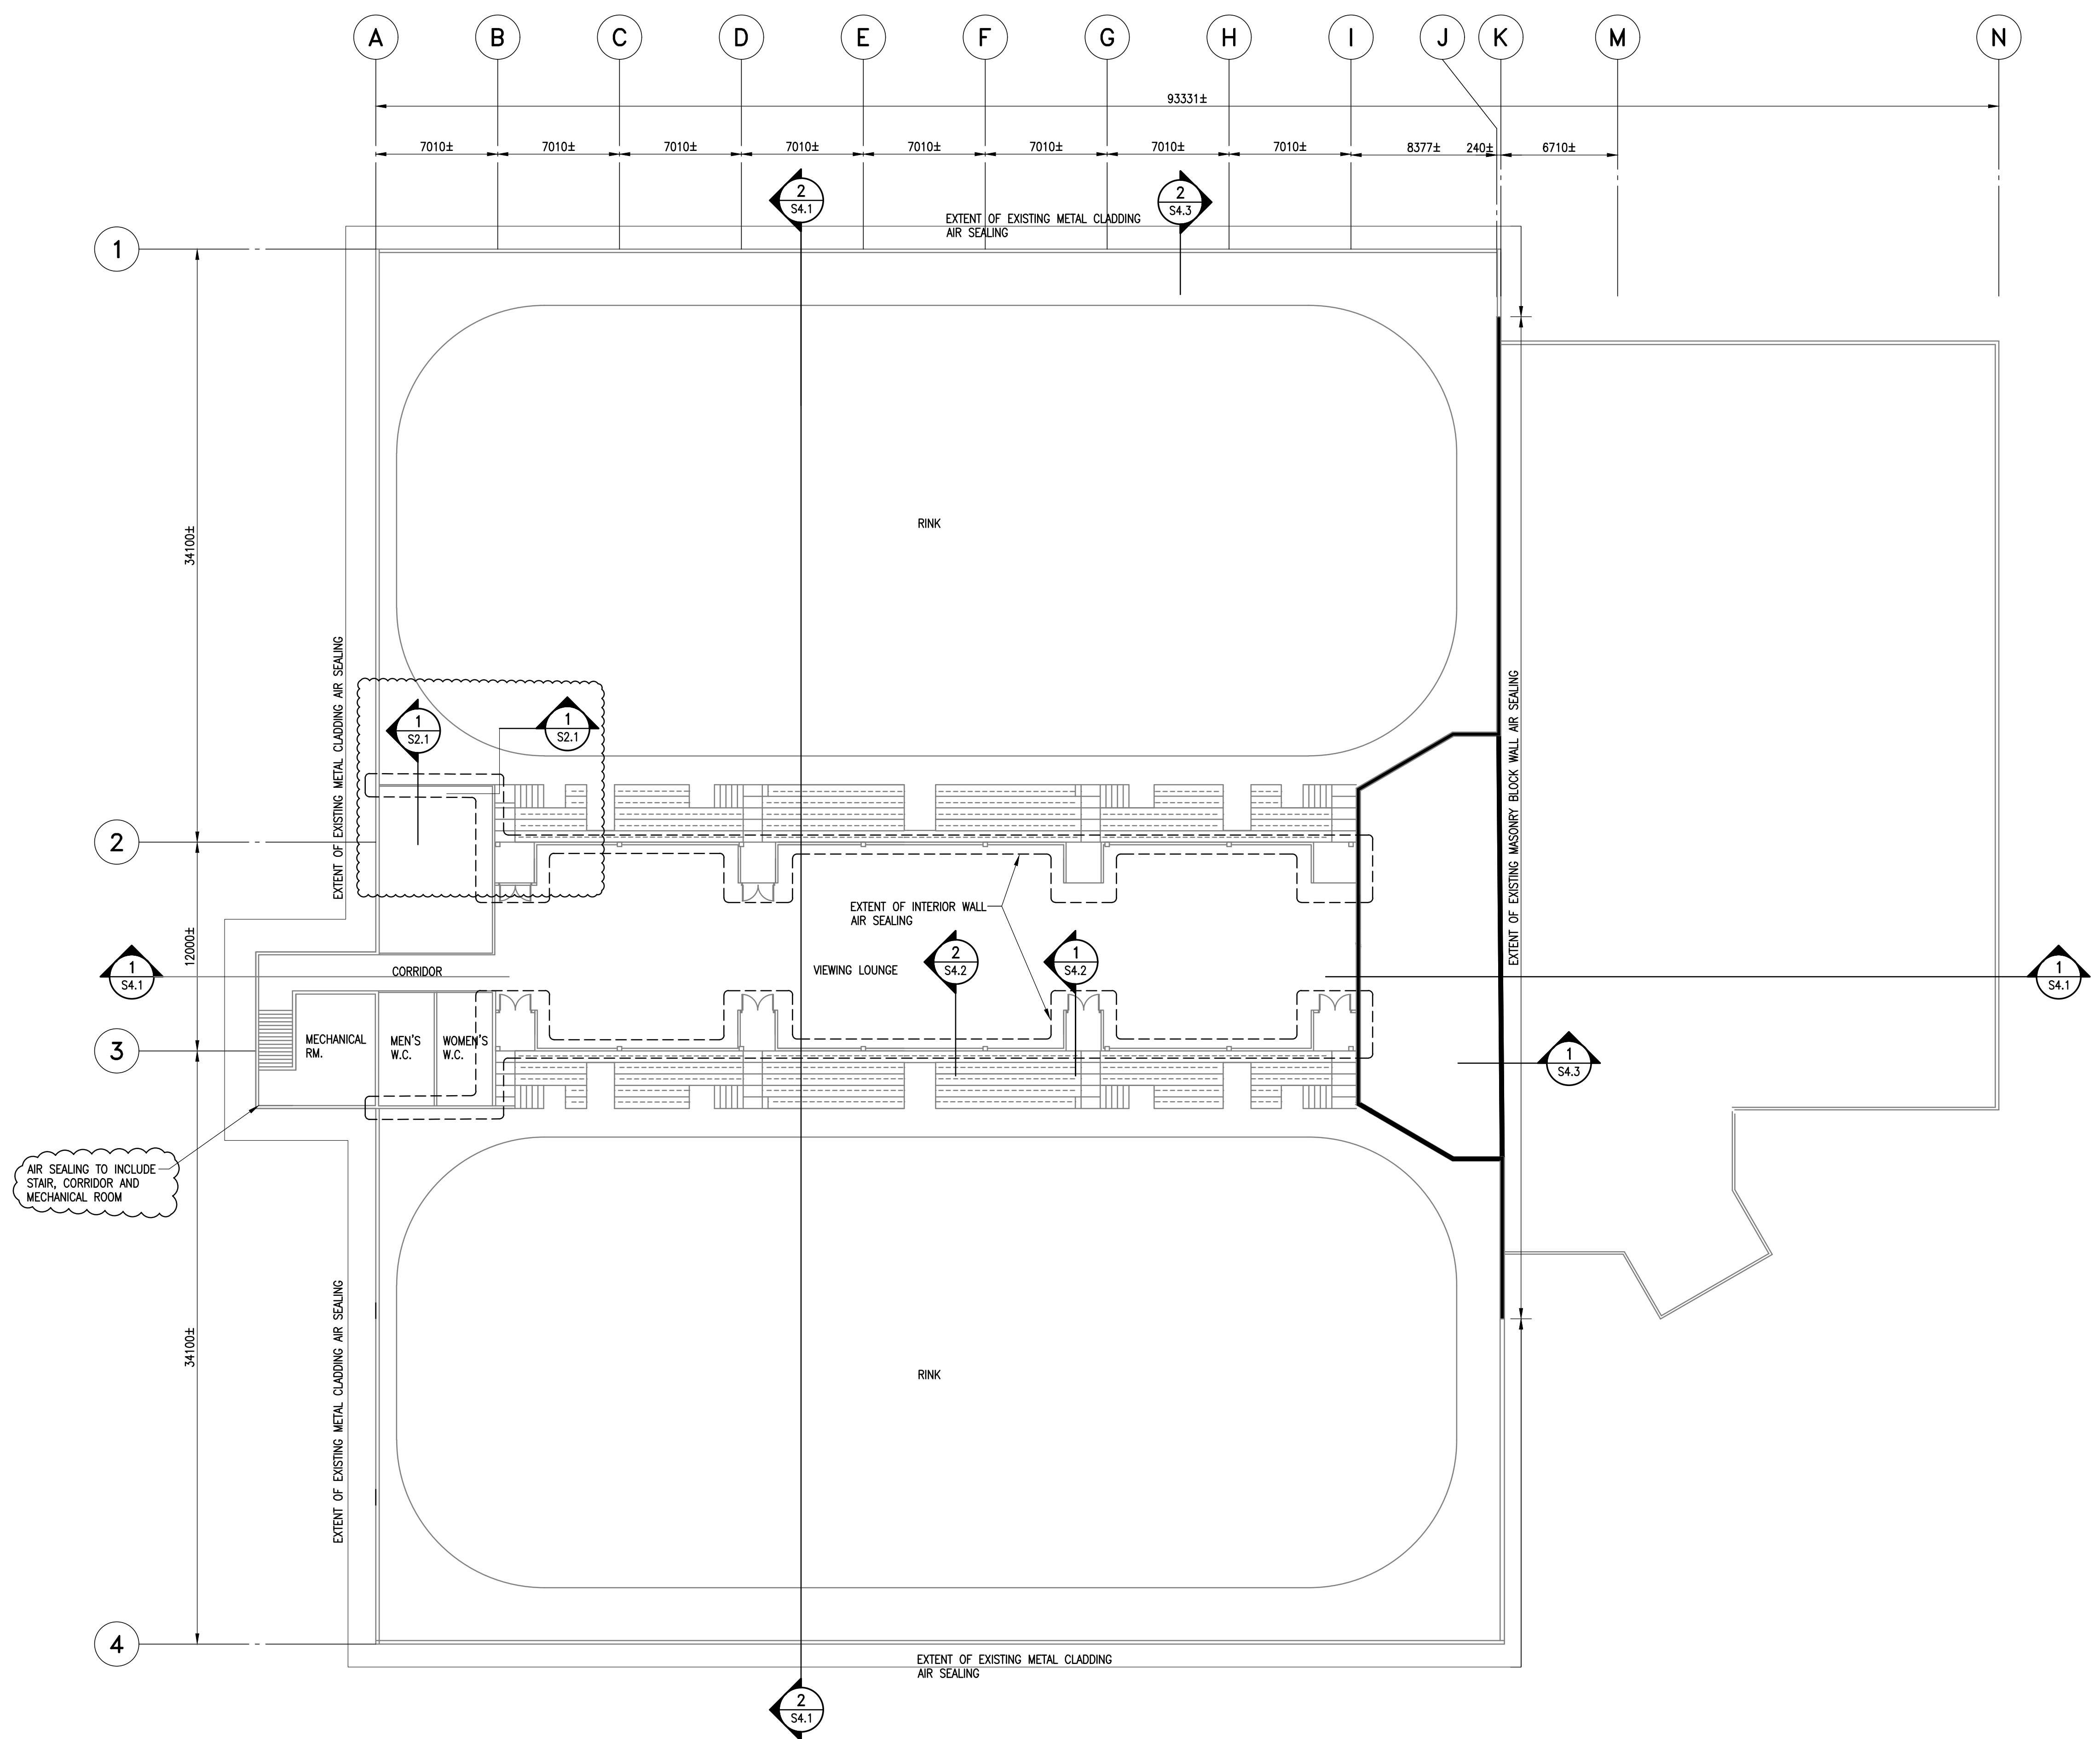 A B C D E F G H I J K M N
93331±
7010± 7010± 7010± 7010± 7010± 7010± 7010± 7010± 8377± 240± 6710±
2
S4.1
2
S4.3
EXTENT OF EXISTING METAL CLADDING
AIR SEALING
1
34100±
RINK
EXTENT OF EXISTING METAL CLADDING AIR SEALING
1
S2.1
1
S2.1
EXTENT OF EXISTING MASONRY BLOCK WALL AIR SEALING
2
12000±
EXTENT OF INTERIOR WALL
AIR SEALING
1
S4.1
CORRIDOR
VIEWING LOUNGE
2
S4.2
1
S4.2
1
S4.1
3
MECHANICAL
RM.
MEN'S
W.C.
WOMEN'S
W.C.
1
S4.3
AIR SEALING TO INCLUDE
STAIR, CORRIDOR AND
MECHANICAL ROOM
34100±
EXTENT OF EXISTING METAL CLADDING AIR SEALING
RINK
4
EXTENT OF EXISTING METAL CLADDING
AIR SEALING
2
S4.1